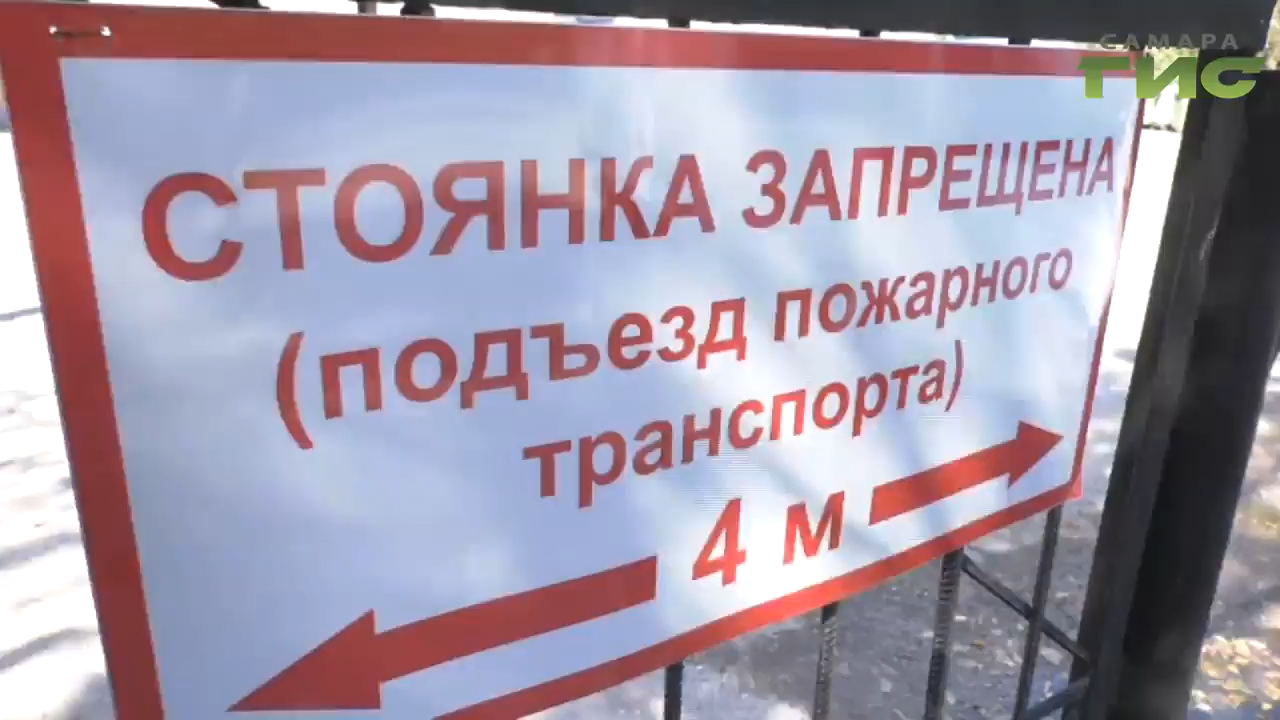 САМАРА
ГИС
СТОЯНКА ЗАПРЕЩЕНА
(подъезд пожарного
транспорта)
4 м